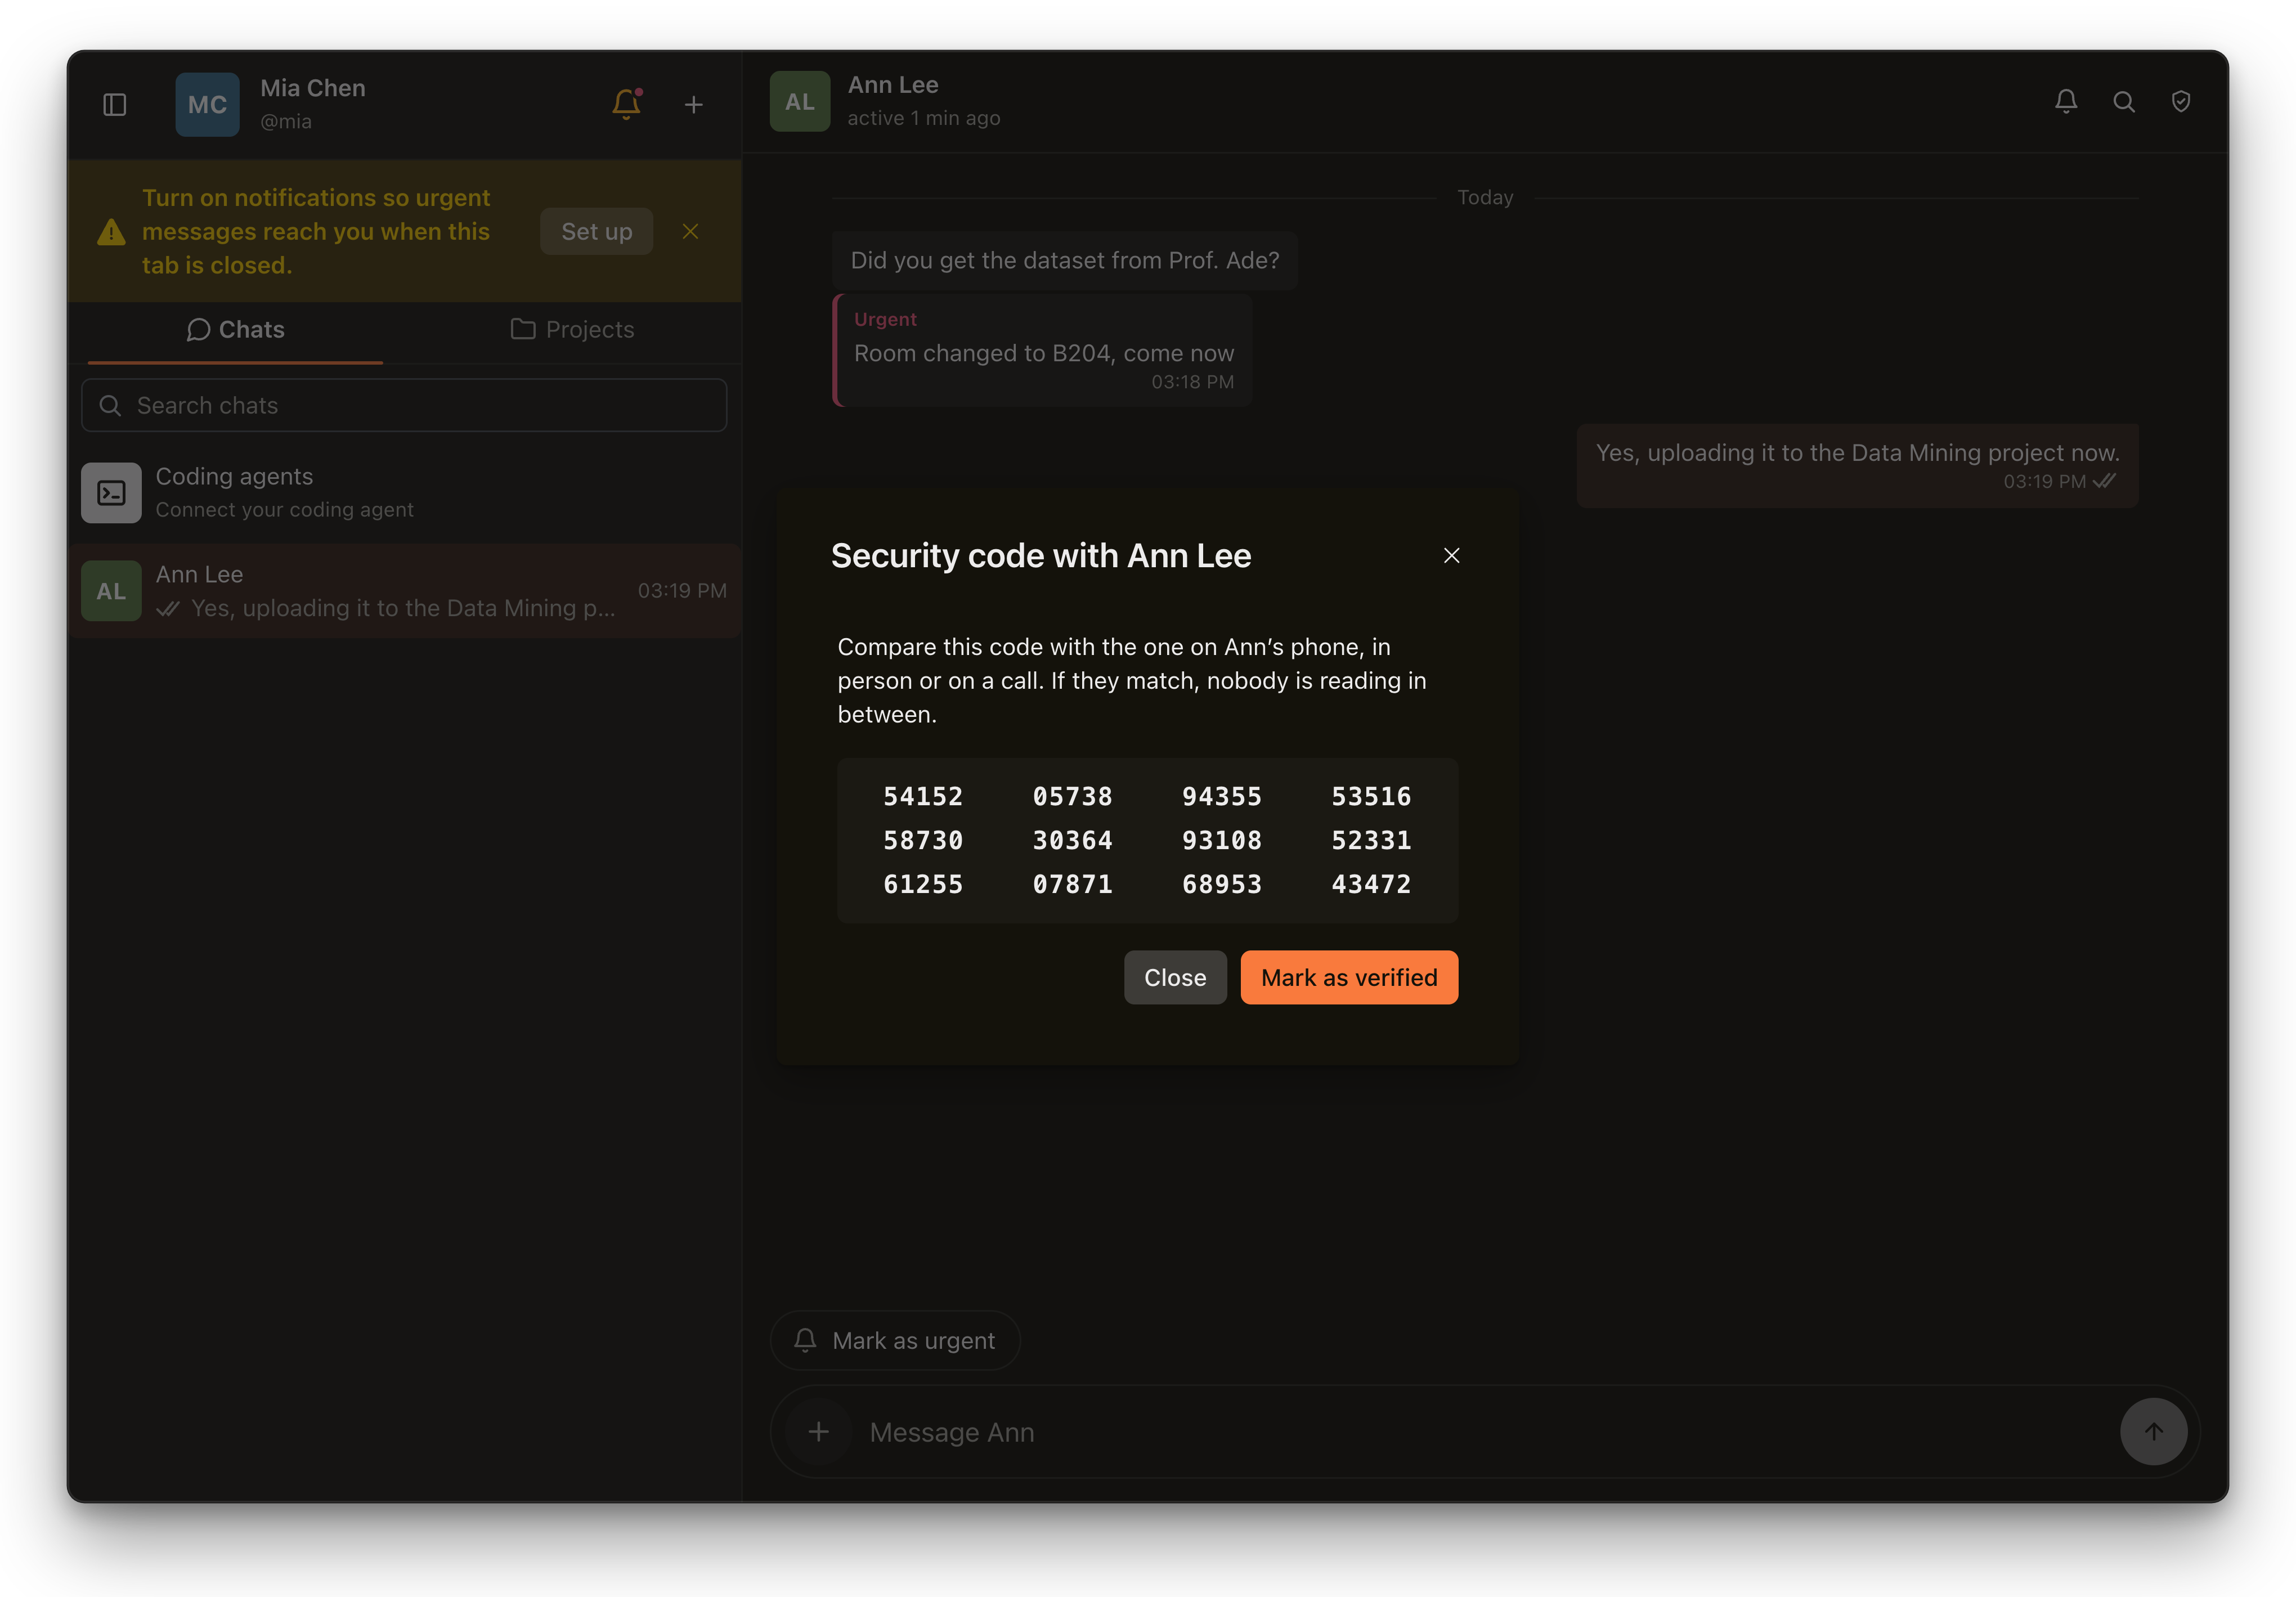 MC
Mia Chen
@mia
Turn on notifications so urgent
messages reach you when this
tab is closed.
Set up
Chats
Projects
Search chats
Coding agents
Connect your coding agent
AL
Ann Lee
03:19 PM
Yes, uploading it to the Data Mining p...
AL
Ann Lee
active 1 min ago
Today
Did you get the dataset from Prof. Ade?
Urgent
Room changed to B204, come now
03:18 PM
Yes, uploading it to the Data Mining project now.
03:19 PM
Security code with Ann Lee
Compare this code with the one on Ann’s phone, in
person or on a call. If they match, nobody is reading in
between.
54152 05738 94355 53516
58730 30364 93108 52331
61255 07871 68953 43472
Close
Mark as verified
Mark as urgent
Message Ann